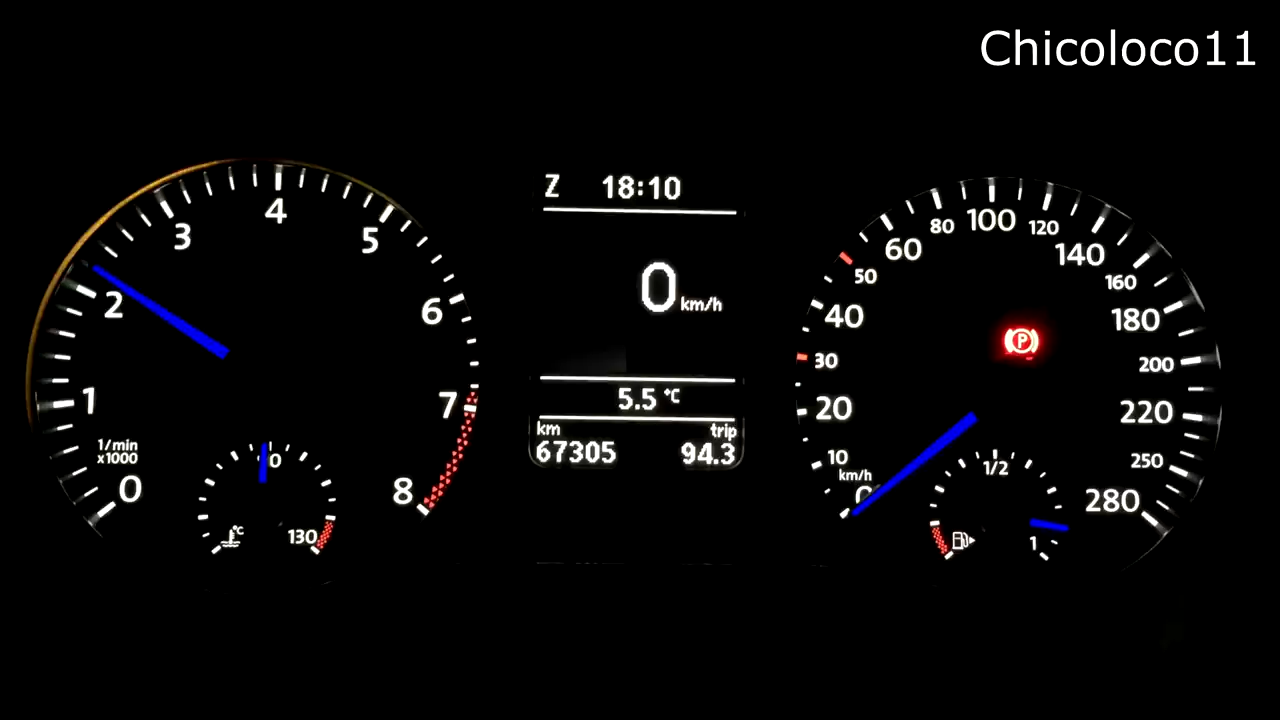 Chicoloco11
Z 18:10
0 km/h
5.5 °C
km trip
67305 94.3
0 1 2 3 4 5 6 7 8
1/min
x1000
°C
130
0 10 20 30 40 50 60 80 100 120 140 160 180 200 220 250 280
km/h
P
1/2
1